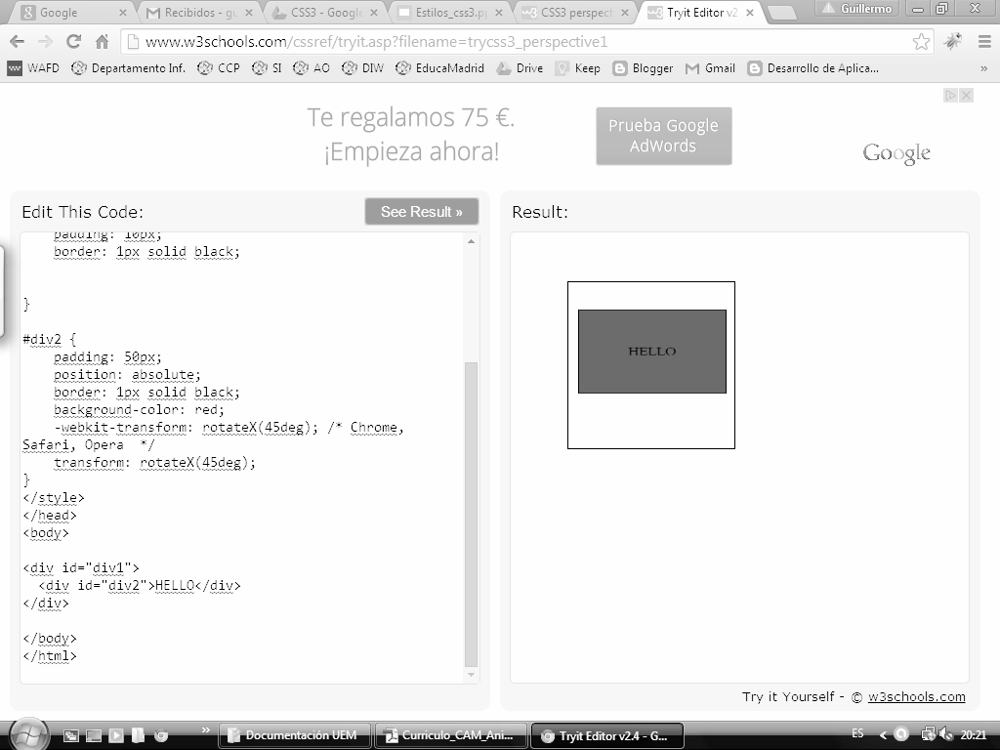 Google
Recibidos - gu
CSS3 - Google
Estilos_css3.pp
CSS3 perspect
Tryit Editor v2
Guillermo
www.w3schools.com/cssref/tryit.asp?filename=trycss3_perspective1
WAFD Departamento Inf. CCP SI AO DIW EducaMadrid Drive Keep Blogger Gmail Desarrollo de Aplica... »
Te regalamos 75 €.
¡Empieza ahora!
Prueba Google
AdWords
Google
Edit This Code:
See Result »
padding: 10px;
border: 1px solid black;
}
#div2 {
padding: 50px;
position: absolute;
border: 1px solid black;
background-color: red;
-webkit-transform: rotateX(45deg); /* Chrome,
Safari, Opera */
transform: rotateX(45deg);
}
</style>
</head>
<body>
<div id="div1">
<div id="div2">HELLO</div>
</div>
</body>
</html>
Result:
HELLO
Try it Yourself - © w3schools.com
» Documentación UEM
Curriculo_CAM_Ani...
Tryit Editor v2.4 - G...
ES
20:21